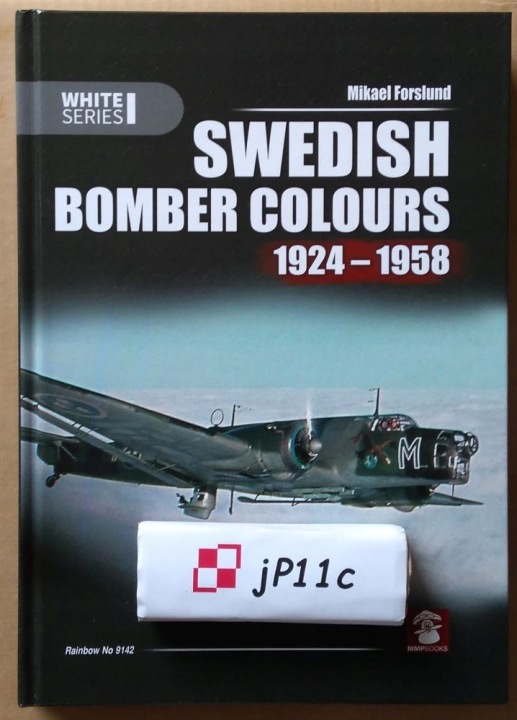 Mikael Forslund
WHITE
SERIES
SWEDISH
BOMBER COLOURS
1924 – 1958
M
jP11c
MMPBOOKS
Rainbow No 9142